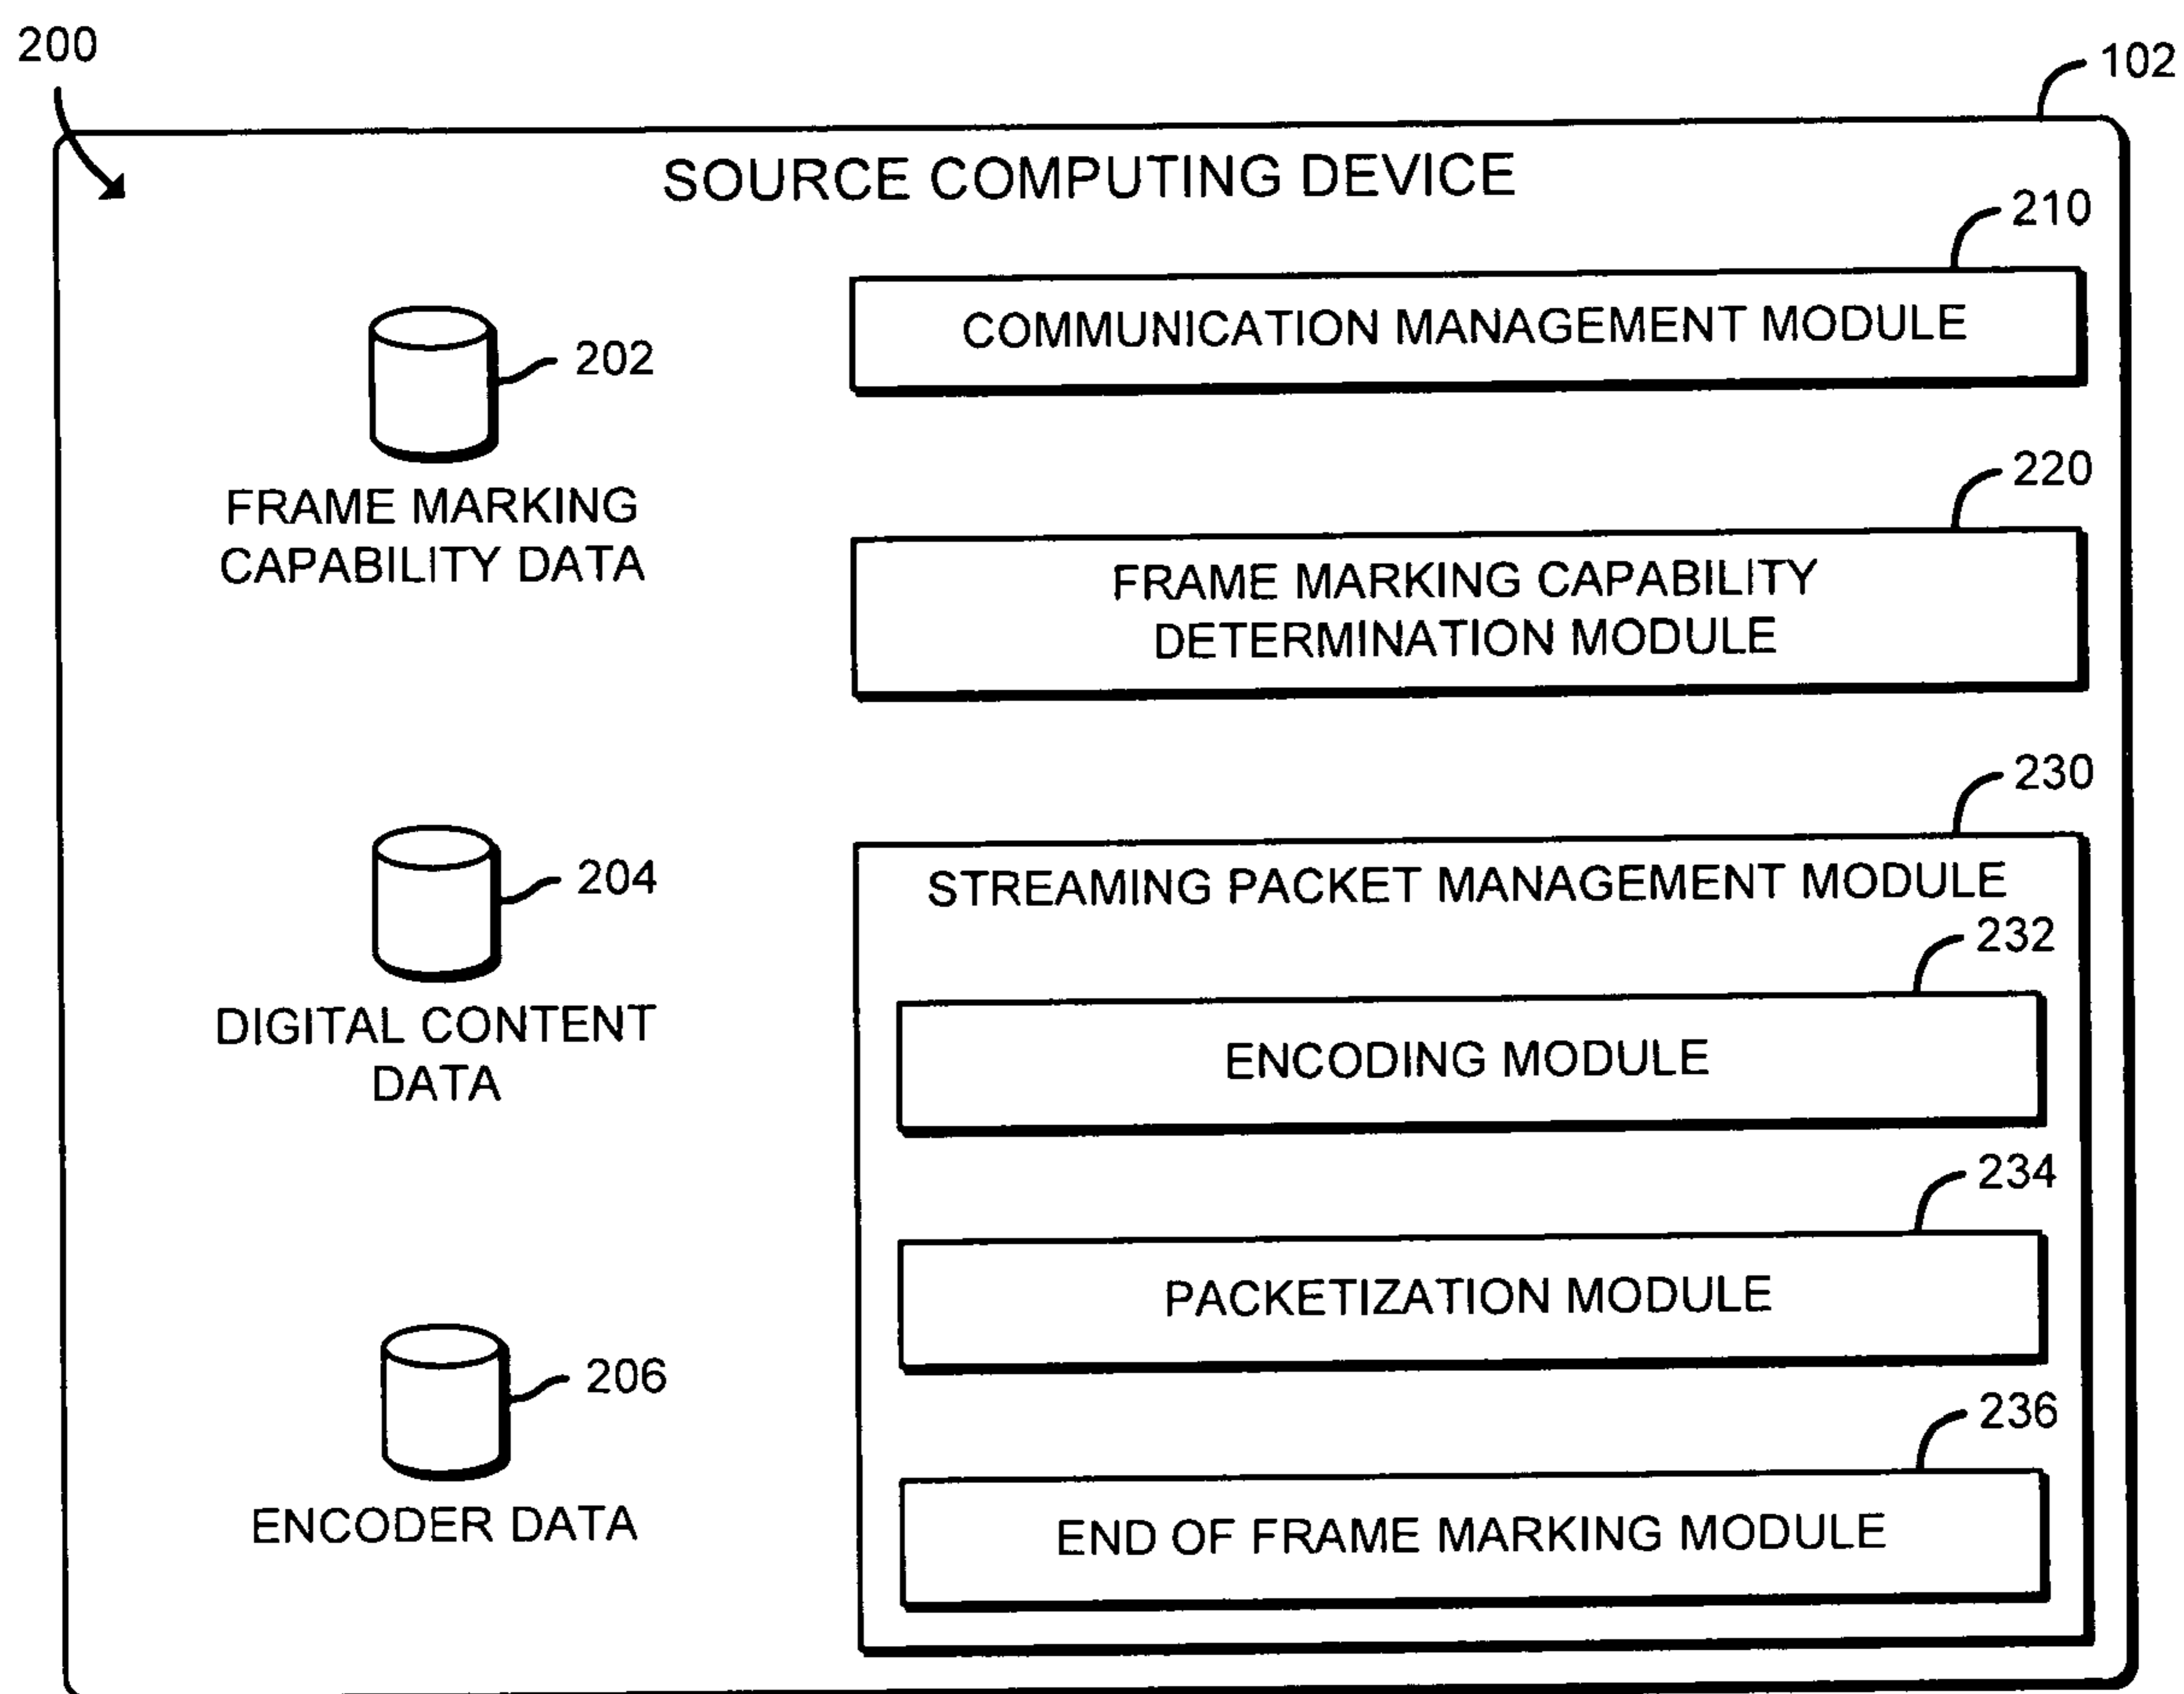 200
102
SOURCE COMPUTING DEVICE
210
COMMUNICATION MANAGEMENT MODULE
202
FRAME MARKING
CAPABILITY DATA
220
FRAME MARKING CAPABILITY
DETERMINATION MODULE
230
STREAMING PACKET MANAGEMENT MODULE
204
DIGITAL CONTENT
DATA
232
ENCODING MODULE
234
PACKETIZATION MODULE
206
ENCODER DATA
236
END OF FRAME MARKING MODULE